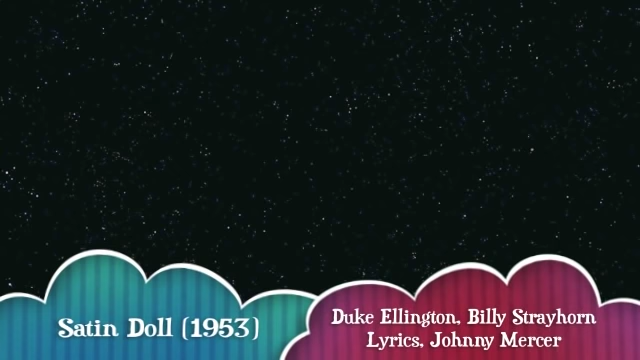 Satin Doll (1953)
Duke Ellington, Billy Strayhorn
Lyrics, Johnny Mercer